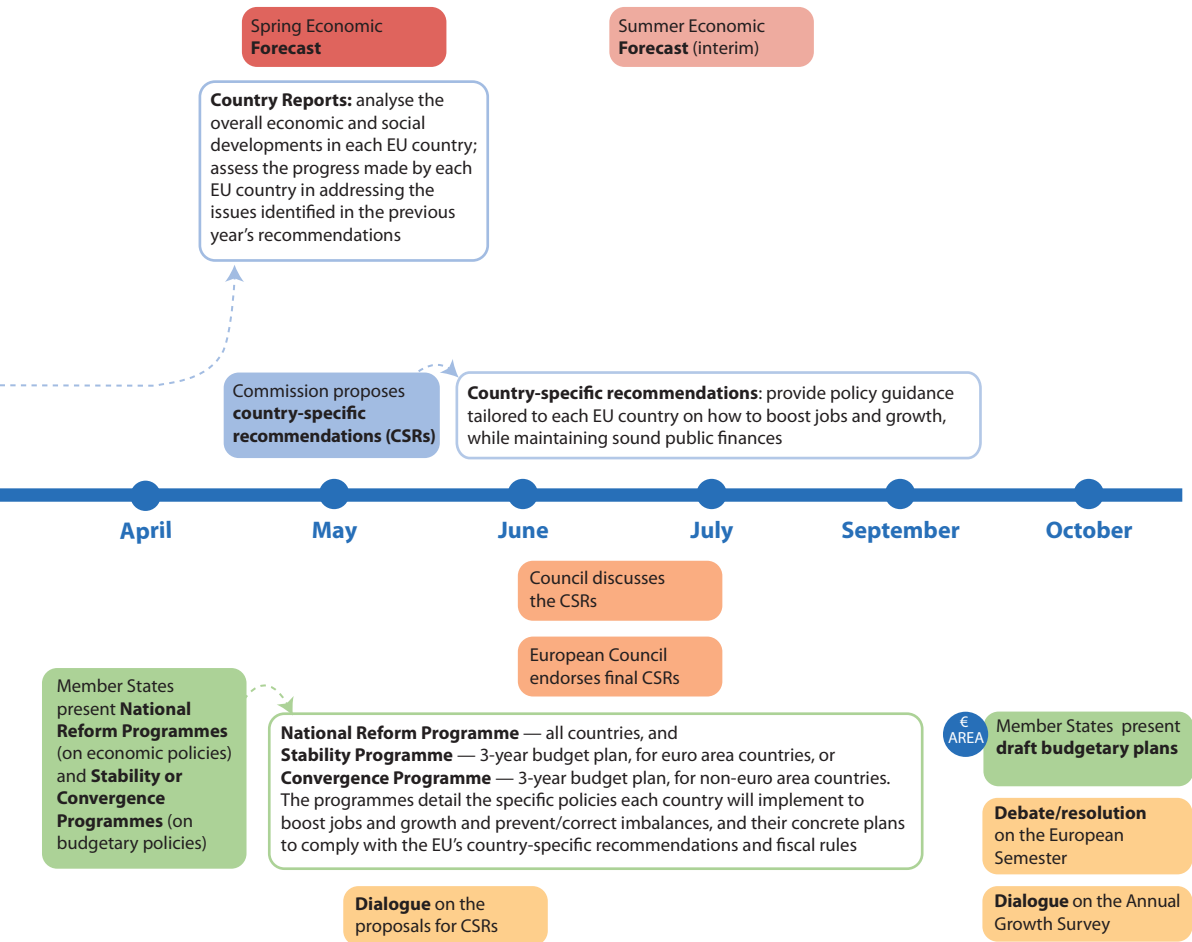 Spring Economic
Forecast
Summer Economic
Forecast (interim)
Country Reports: analyse the
overall economic and social
developments in each EU country;
assess the progress made by each
EU country in addressing the
issues identified in the previous
year's recommendations
Commission proposes
country-specific
recommendations (CSRs)
Country-specific recommendations: provide policy guidance
tailored to each EU country on how to boost jobs and growth,
while maintaining sound public finances
April
May
June
July
September
October
Council discusses
the CSRs
European Council
endorses final CSRs
Member States
present National
Reform Programmes
(on economic policies)
and Stability or
Convergence
Programmes (on
budgetary policies)
National Reform Programme — all countries, and
Stability Programme — 3-year budget plan, for euro area countries, or
Convergence Programme — 3-year budget plan, for non-euro area countries.
The programmes detail the specific policies each country will implement to
boost jobs and growth and prevent/correct imbalances, and their concrete plans
to comply with the EU's country-specific recommendations and fiscal rules
€
AREA
Member States present
draft budgetary plans
Debate/resolution
on the European
Semester
Dialogue on the
proposals for CSRs
Dialogue on the Annual
Growth Survey